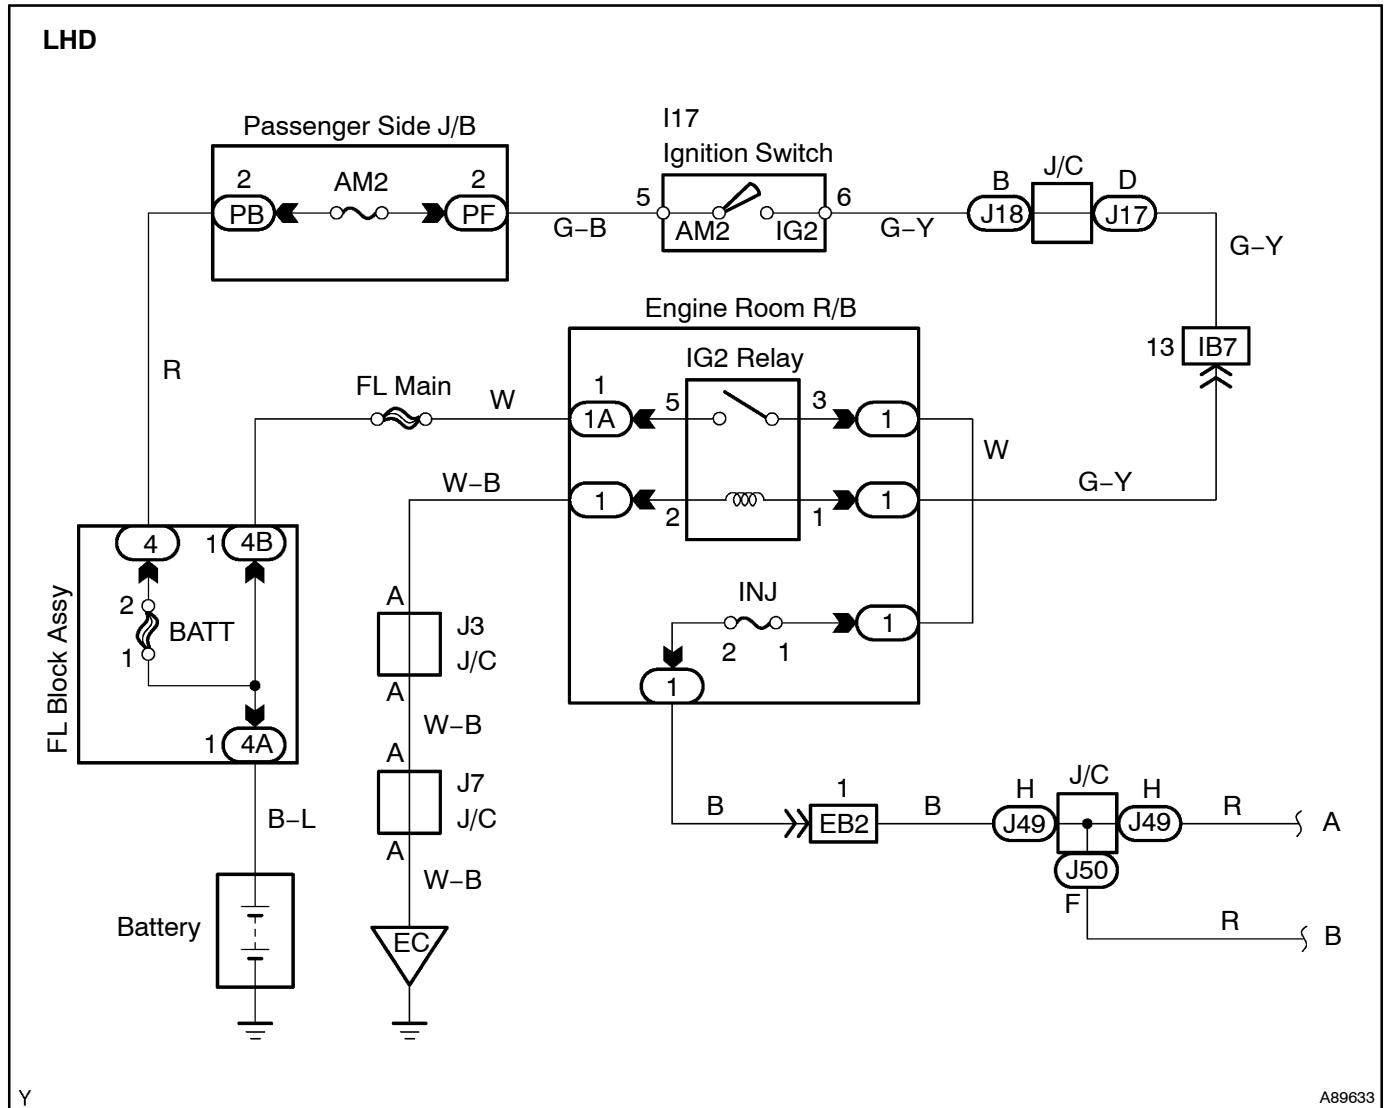 LHD
Passenger Side J/B
2
AM2
2
PB
PF
G–B
I17
Ignition Switch
5
AM2
IG2
6
G–Y
B
J/C
D
J18
J17
G–Y
13
IB7
R
FL Main
W
Engine Room R/B
IG2 Relay
1
1A
5
3
1
W
W–B
1
2
1
1
G–Y
4
1
4B
FL Block Assy
2
BATT
1
1
4A
A
J3
J/C
A
W–B
A
J7
J/C
A
W–B
EC
INJ
2
1
1
1
B–L
Battery
B
1
EB2
B
H
J/C
H
J49
J49
R
A
J50
F
R
B
Y
A89633